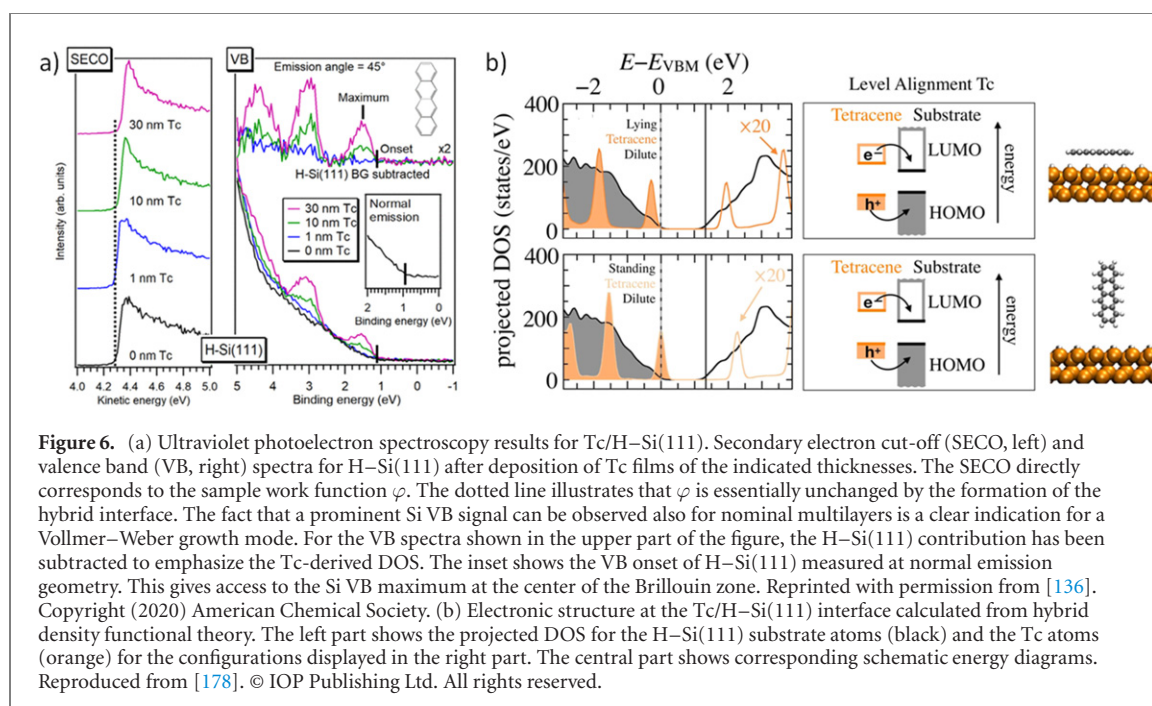 a)
SECO
VB
Emission angle = 45°
Maximum
Onset
x2
H-Si(111) BG subtracted
30 nm Tc
10 nm Tc
1 nm Tc
0 nm Tc
30 nm Tc
10 nm Tc
1 nm Tc
0 nm Tc
Normal
emission
2 1 0
Binding energy (eV)
H-Si(111)
Intensity (arb. units)
4.0 4.2 4.4 4.6 4.8 5.0
Kinetic energy (eV)
5 4 3 2 1 0 -1
Binding energy (eV)
b)
E−EVBM (eV)
−2 0 2
400
200
0
Lying
Tetracene
Dilute
×20
400
200
0
Standing
Tetracene
Dilute
×20
projected DOS (states/eV)
Level Alignment Tc
Tetracene Substrate
e−
LUMO
h+
HOMO
energy
Tetracene Substrate
e−
LUMO
h+
HOMO
energy
Figure 6. (a) Ultraviolet photoelectron spectroscopy results for Tc/H–Si(111). Secondary electron cut-off (SECO, left) and
valence band (VB, right) spectra for H–Si(111) after deposition of Tc films of the indicated thicknesses. The SECO directly
corresponds to the sample work function φ. The dotted line illustrates that φ is essentially unchanged by the formation of the
hybrid interface. The fact that a prominent Si VB signal can be observed also for nominal multilayers is a clear indication for a
Vollmer–Weber growth mode. For the VB spectra shown in the upper part of the figure, the H–Si(111) contribution has been
subtracted to emphasize the Tc-derived DOS. The inset shows the VB onset of H–Si(111) measured at normal emission
geometry. This gives access to the Si VB maximum at the center of the Brillouin zone. Reprinted with permission from [136].
Copyright (2020) American Chemical Society. (b) Electronic structure at the Tc/H–Si(111) interface calculated from hybrid
density functional theory. The left part shows the projected DOS for the H–Si(111) substrate atoms (black) and the Tc atoms
(orange) for the configurations displayed in the right part. The central part shows corresponding schematic energy diagrams.
Reproduced from [178]. © IOP Publishing Ltd. All rights reserved.